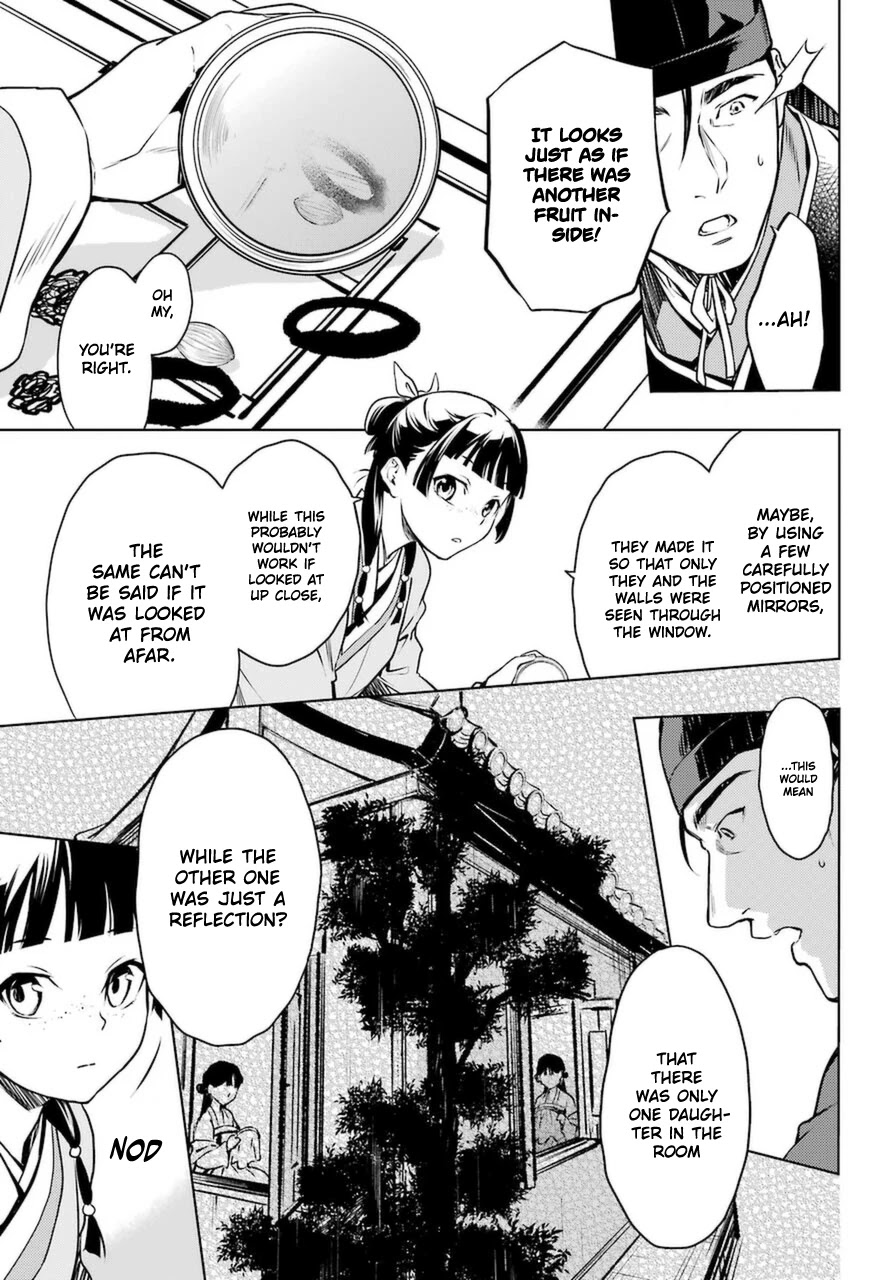 ...AH!
IT LOOKS
JUST AS IF
THERE WAS
ANOTHER
FRUIT IN-
SIDE!
OH
MY,
YOU'RE
RIGHT.
MAYBE,
BY USING
A FEW
CAREFULLY
POSITIONED
MIRRORS,
THEY MADE IT
SO THAT ONLY
THEY AND THE
WALLS WERE
SEEN THROUGH
THE WINDOW.
WHILE THIS
PROBABLY
WOULDN'T
WORK IF
LOOKED AT
UP CLOSE,
THE
SAME CAN'T
BE SAID IF IT
WAS LOOKED
AT FROM
AFAR.
...THIS
WOULD
MEAN
THAT
THERE
WAS ONLY
ONE DAUGH-
TER IN THE
ROOM
WHILE THE
OTHER ONE
WAS JUST A
REFLECTION?
NOD